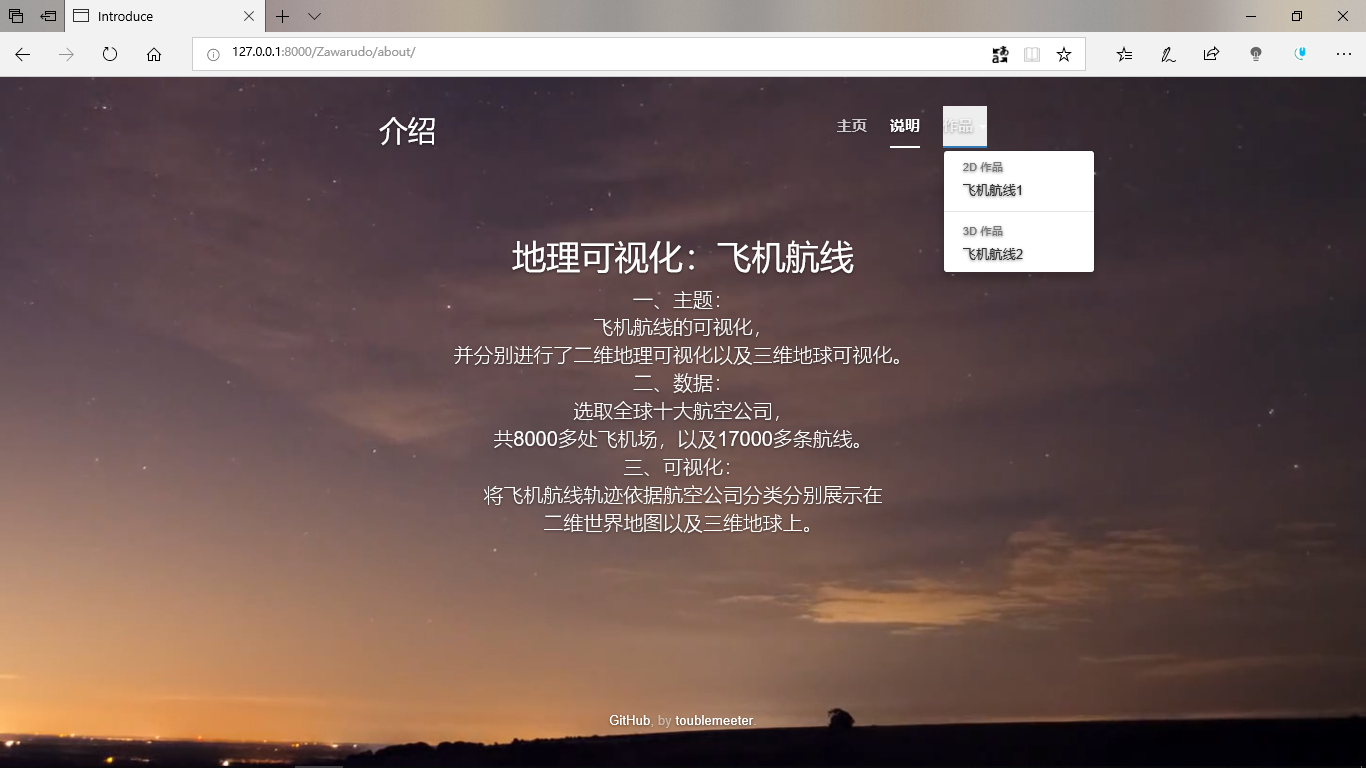 Introduce
127.0.0.1:8000/Zawarudo/about/
介绍
主页 说明 作品
2D 作品
飞机航线1
3D 作品
飞机航线2
地理可视化：飞机航线
一、主题：
飞机航线的可视化，
并分别进行了二维地理可视化以及三维地球可视化。
二、数据：
选取全球十大航空公司，
共8000多处飞机场，以及17000多条航线。
三、可视化：
将飞机航线轨迹依据航空公司分类分别展示在
二维世界地图以及三维地球上。
GitHub, by toublemeeter.